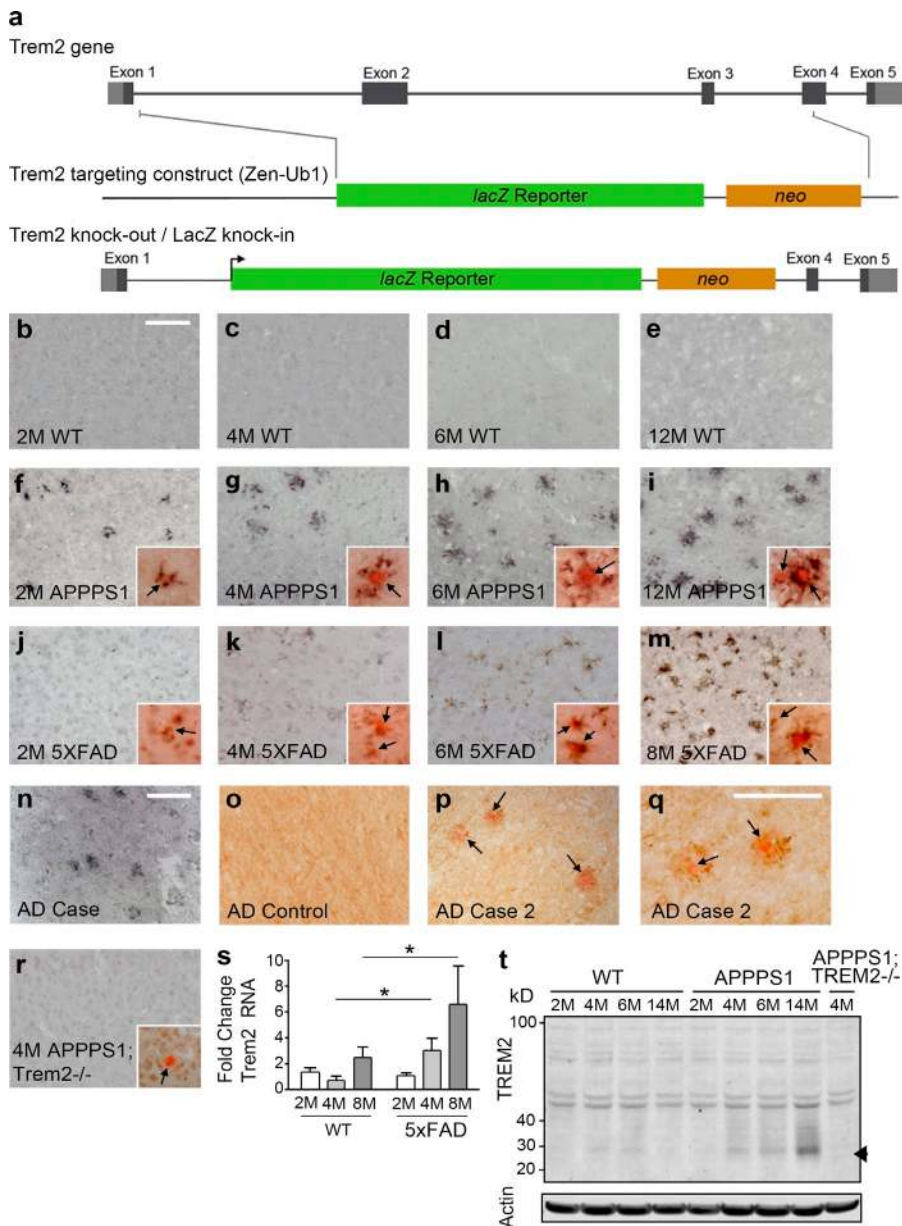 a
Trem2 gene
Exon 1 Exon 2 Exon 3 Exon 4 Exon 5
Trem2 targeting construct (Zen-Ub1)
lacZ Reporter neo
Trem2 knock-out / LacZ knock-in
Exon 1 lacZ Reporter neo Exon 4 Exon 5
b c d e
2M WT 4M WT 6M WT 12M WT
f g h i
2M APPPS1 4M APPPS1 6M APPPS1 12M APPPS1
j k l m
2M 5XFAD 4M 5XFAD 6M 5XFAD 8M 5XFAD
n o p q
AD Case AD Control AD Case 2 AD Case 2
r
4M APPPS1;
Trem2-/-
s
Fold Change
Trem2 RNA
10
8
6
4
2
0
* *
2M 4M 8M 2M 4M 8M
WT 5xFAD
t
WT APPPS1 APPPS1;
TREM2-/-
kD 2M 4M 6M 14M 2M 4M 6M 14M 4M
TREM2
100
40
30
20
Actin